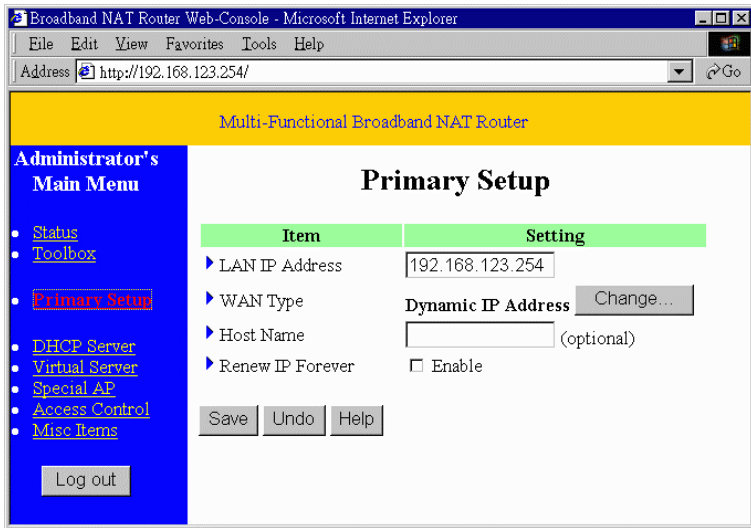 Broadband NAT Router Web-Console - Microsoft Internet Explorer
File Edit View Favorites Tools Help
Address http://192.168.123.254/ Go
Multi-Functional Broadband NAT Router
Administrator's
Main Menu
Status
Toolbox
Primary Setup
DHCP Server
Virtual Server
Special AP
Access Control
Misc Items
Log out
Primary Setup
Item Setting
LAN IP Address 192.168.123.254
WAN Type Dynamic IP Address Change...
Host Name (optional)
Renew IP Forever Enable
Save Undo Help